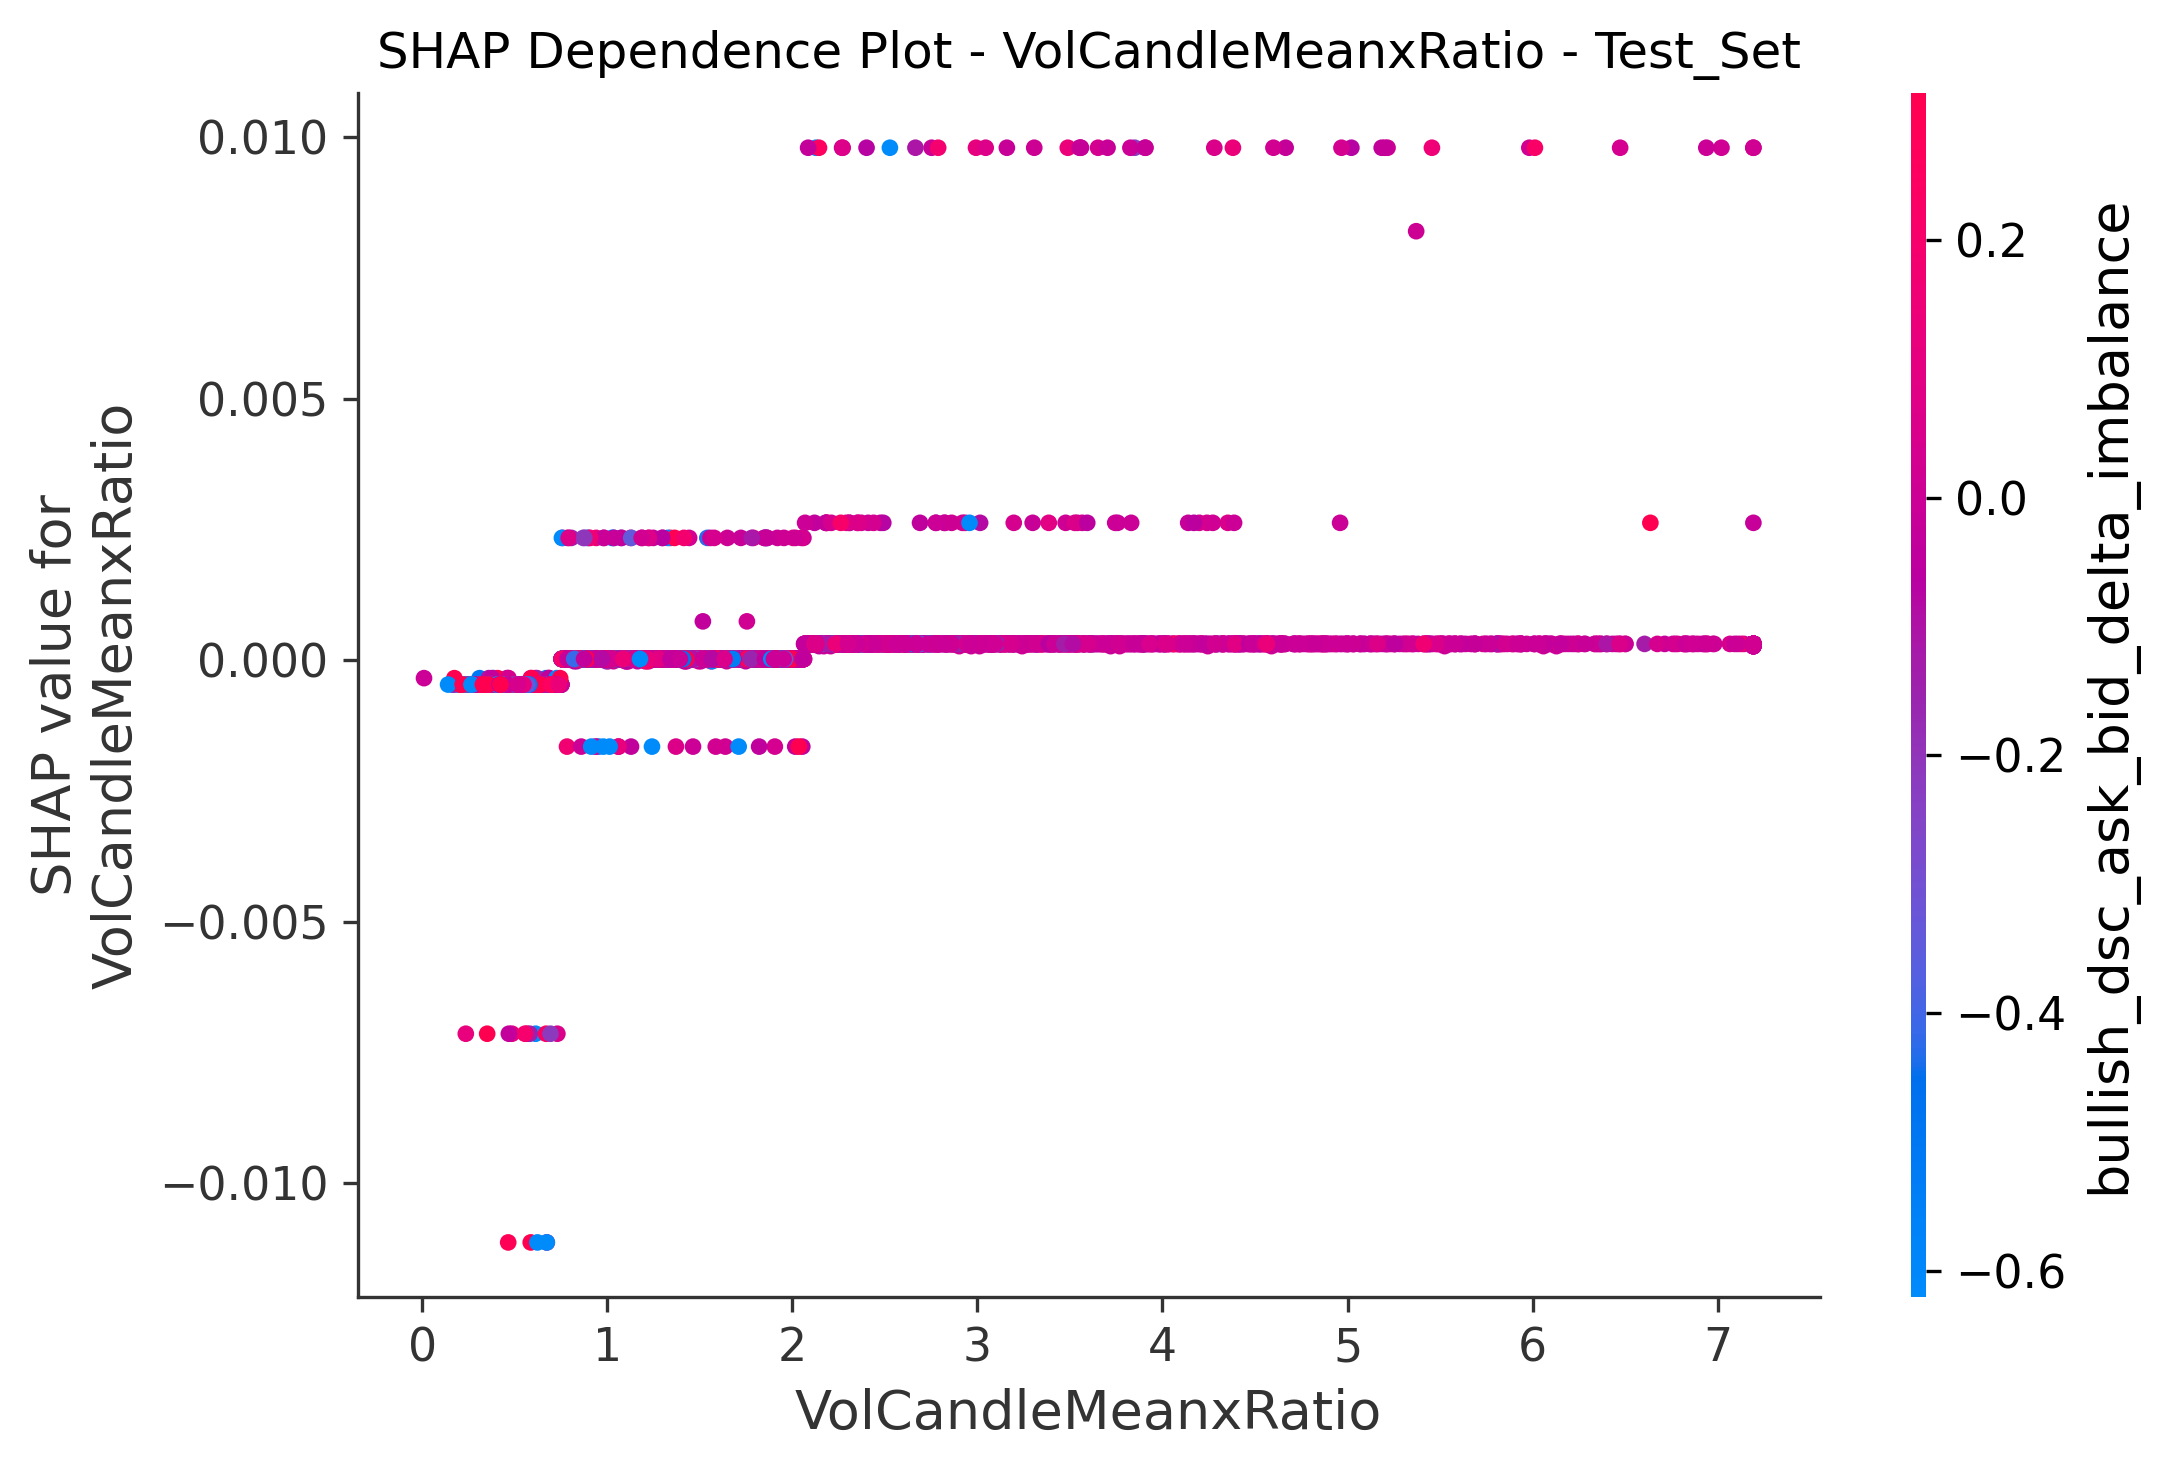 SHAP Dependence Plot - VolCandleMeanxRatio - Test_Set
0.010
0.005
0.000
−0.005
−0.010
SHAP value for
VolCandleMeanxRatio
0 1 2 3 4 5 6 7
VolCandleMeanxRatio
0.2
0.0
−0.2
−0.4
−0.6
bullish_dsc_ask_bid_delta_imbalance